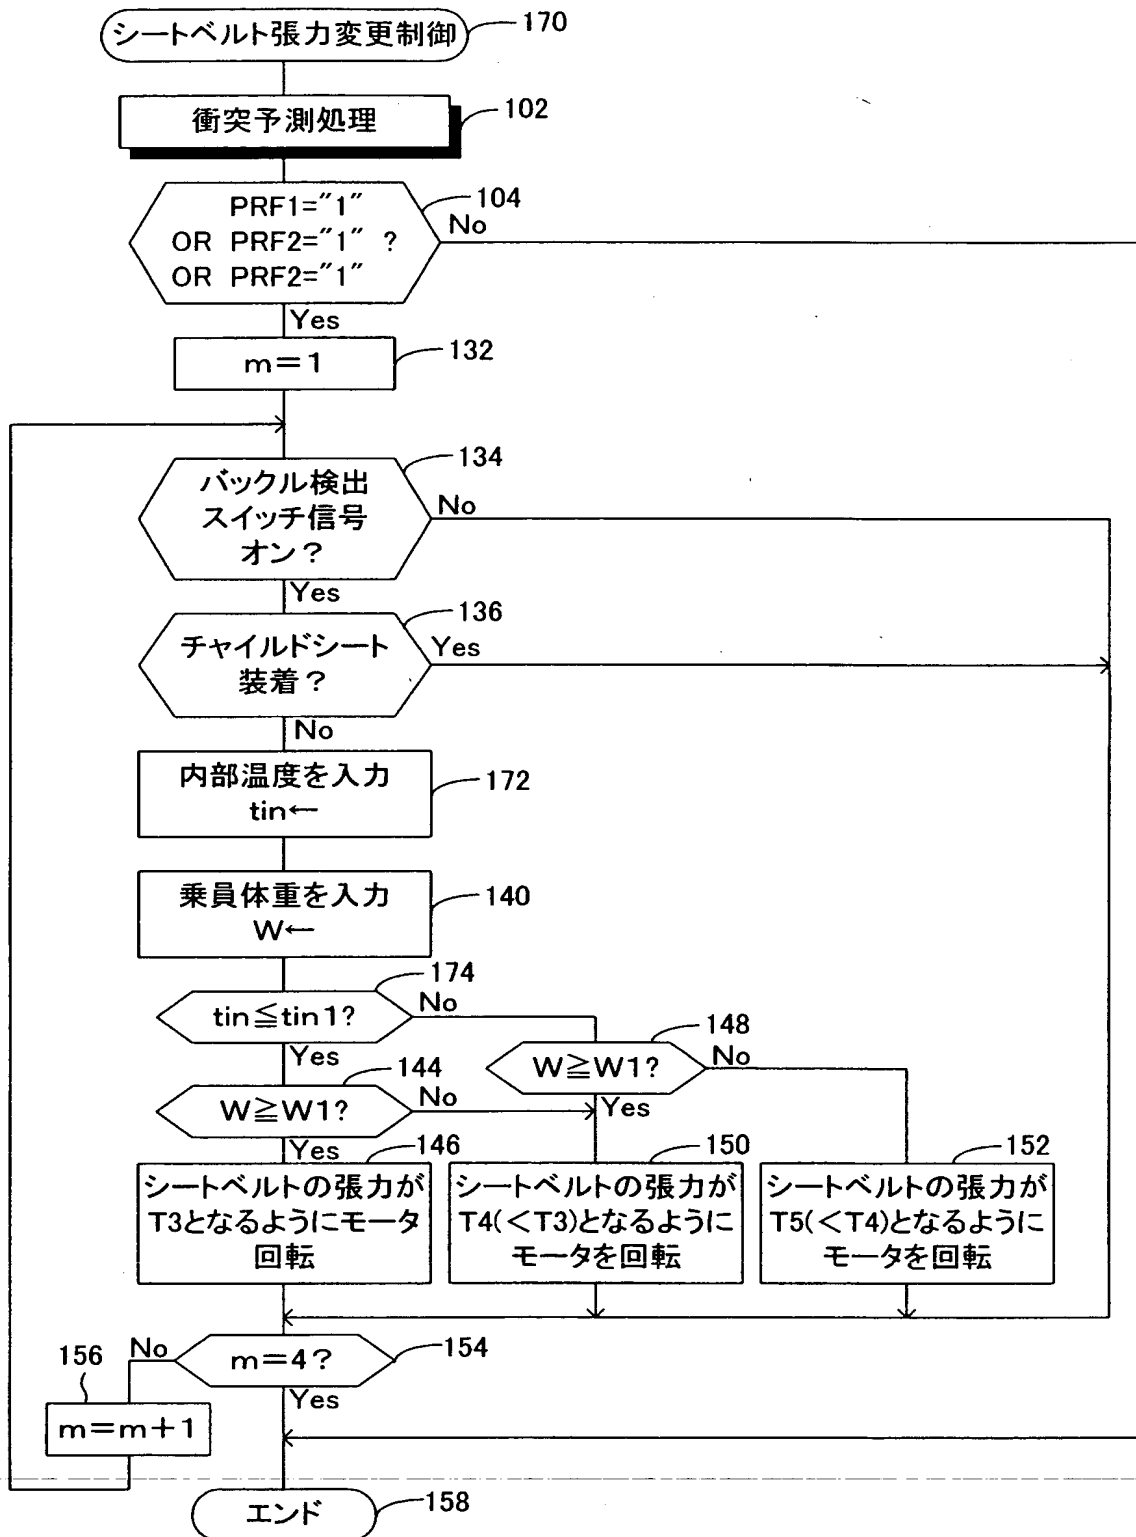 シートベルト張力変更制御
170
衝突予測処理
102
PRF1="1"
OR PRF2="1" ?
OR PRF2="1"
104
No
Yes
m=1
132
バックル検出
スイッチ信号
オン?
134
No
Yes
チャイルドシート
装着?
136
Yes
No
内部温度を入力
tin←
172
乗員体重を入力
W←
140
tin≦tin1?
174
No
Yes
W≧W1?
148
No
Yes
W≧W1?
144
No
Yes
シートベルトの張力が
T3となるようにモータ
回転
146
シートベルトの張力が
T4(<T3)となるように
モータを回転
150
シートベルトの張力が
T5(<T4)となるように
モータを回転
152
m=4?
154
No
Yes
156
m=m+1
エンド
158